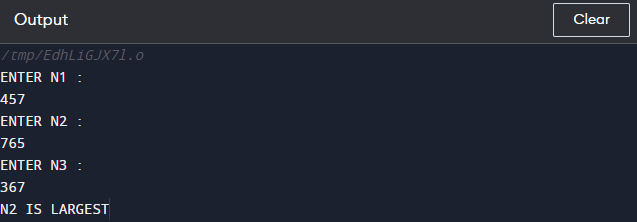 Output
Clear
/tmp/EdhLiGJX7l.o
ENTER N1 :
457
ENTER N2 :
765
ENTER N3 :
367
N2 IS LARGEST